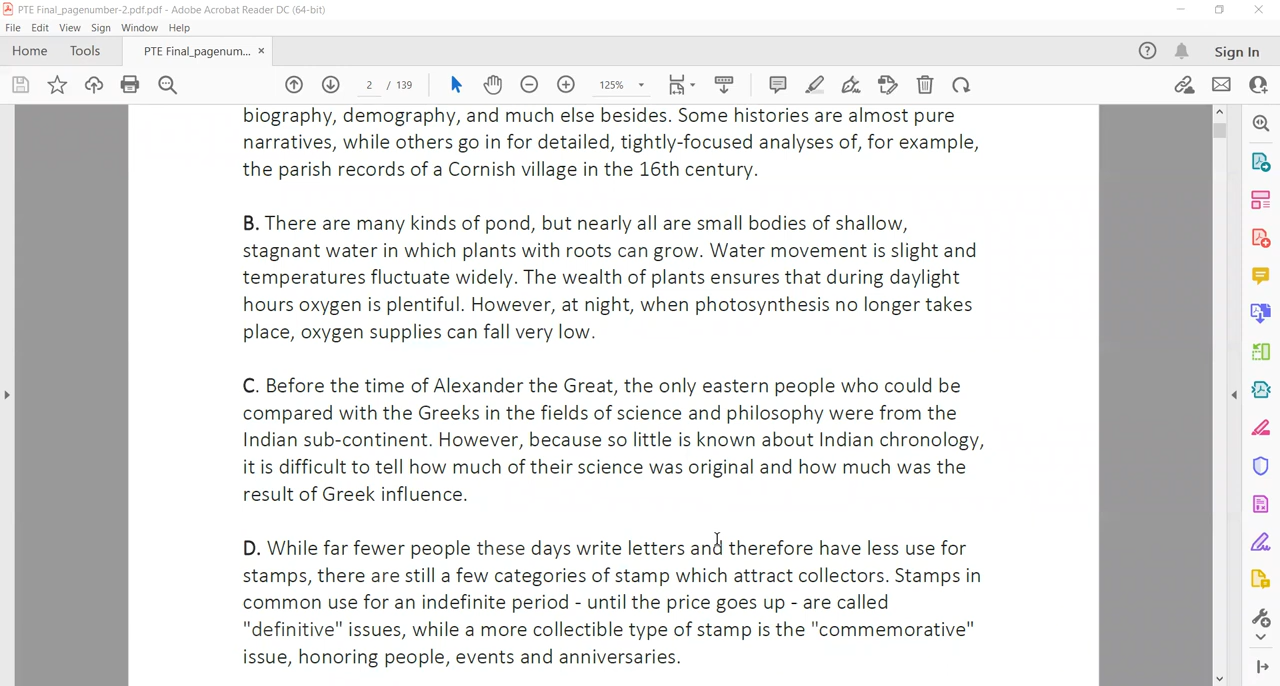 PTE Final_pagenumber-2.pdf.pdf - Adobe Acrobat Reader DC (64-bit)
File Edit View Sign Window Help
Home Tools PTE Final_pagenum... × Sign In
2 / 139 125%
biography, demography, and much else besides. Some histories are almost pure
narratives, while others go in for detailed, tightly-focused analyses of, for example,
the parish records of a Cornish village in the 16th century.
B. There are many kinds of pond, but nearly all are small bodies of shallow,
stagnant water in which plants with roots can grow. Water movement is slight and
temperatures fluctuate widely. The wealth of plants ensures that during daylight
hours oxygen is plentiful. However, at night, when photosynthesis no longer takes
place, oxygen supplies can fall very low.
C. Before the time of Alexander the Great, the only eastern people who could be
compared with the Greeks in the fields of science and philosophy were from the
Indian sub-continent. However, because so little is known about Indian chronology,
it is difficult to tell how much of their science was original and how much was the
result of Greek influence.
D. While far fewer people these days write letters and therefore have less use for
stamps, there are still a few categories of stamp which attract collectors. Stamps in
common use for an indefinite period - until the price goes up - are called
"definitive" issues, while a more collectible type of stamp is the "commemorative"
issue, honoring people, events and anniversaries.